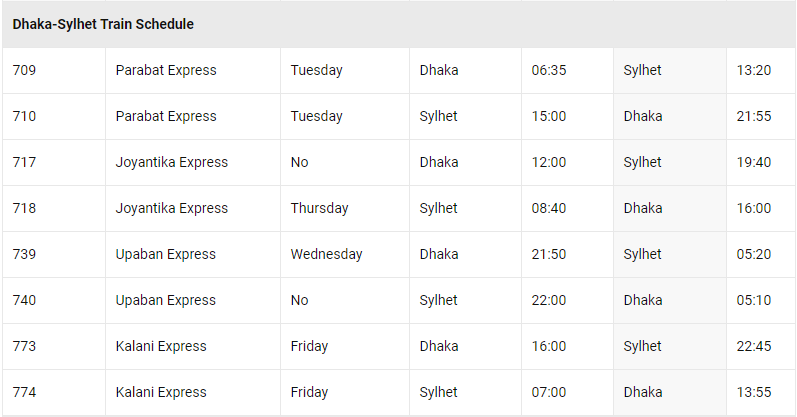 Dhaka-Sylhet Train Schedule
709 Parabat Express Tuesday Dhaka 06:35 Sylhet 13:20
710 Parabat Express Tuesday Sylhet 15:00 Dhaka 21:55
717 Joyantika Express No Dhaka 12:00 Sylhet 19:40
718 Joyantika Express Thursday Sylhet 08:40 Dhaka 16:00
739 Upaban Express Wednesday Dhaka 21:50 Sylhet 05:20
740 Upaban Express No Sylhet 22:00 Dhaka 05:10
773 Kalani Express Friday Dhaka 16:00 Sylhet 22:45
774 Kalani Express Friday Sylhet 07:00 Dhaka 13:55